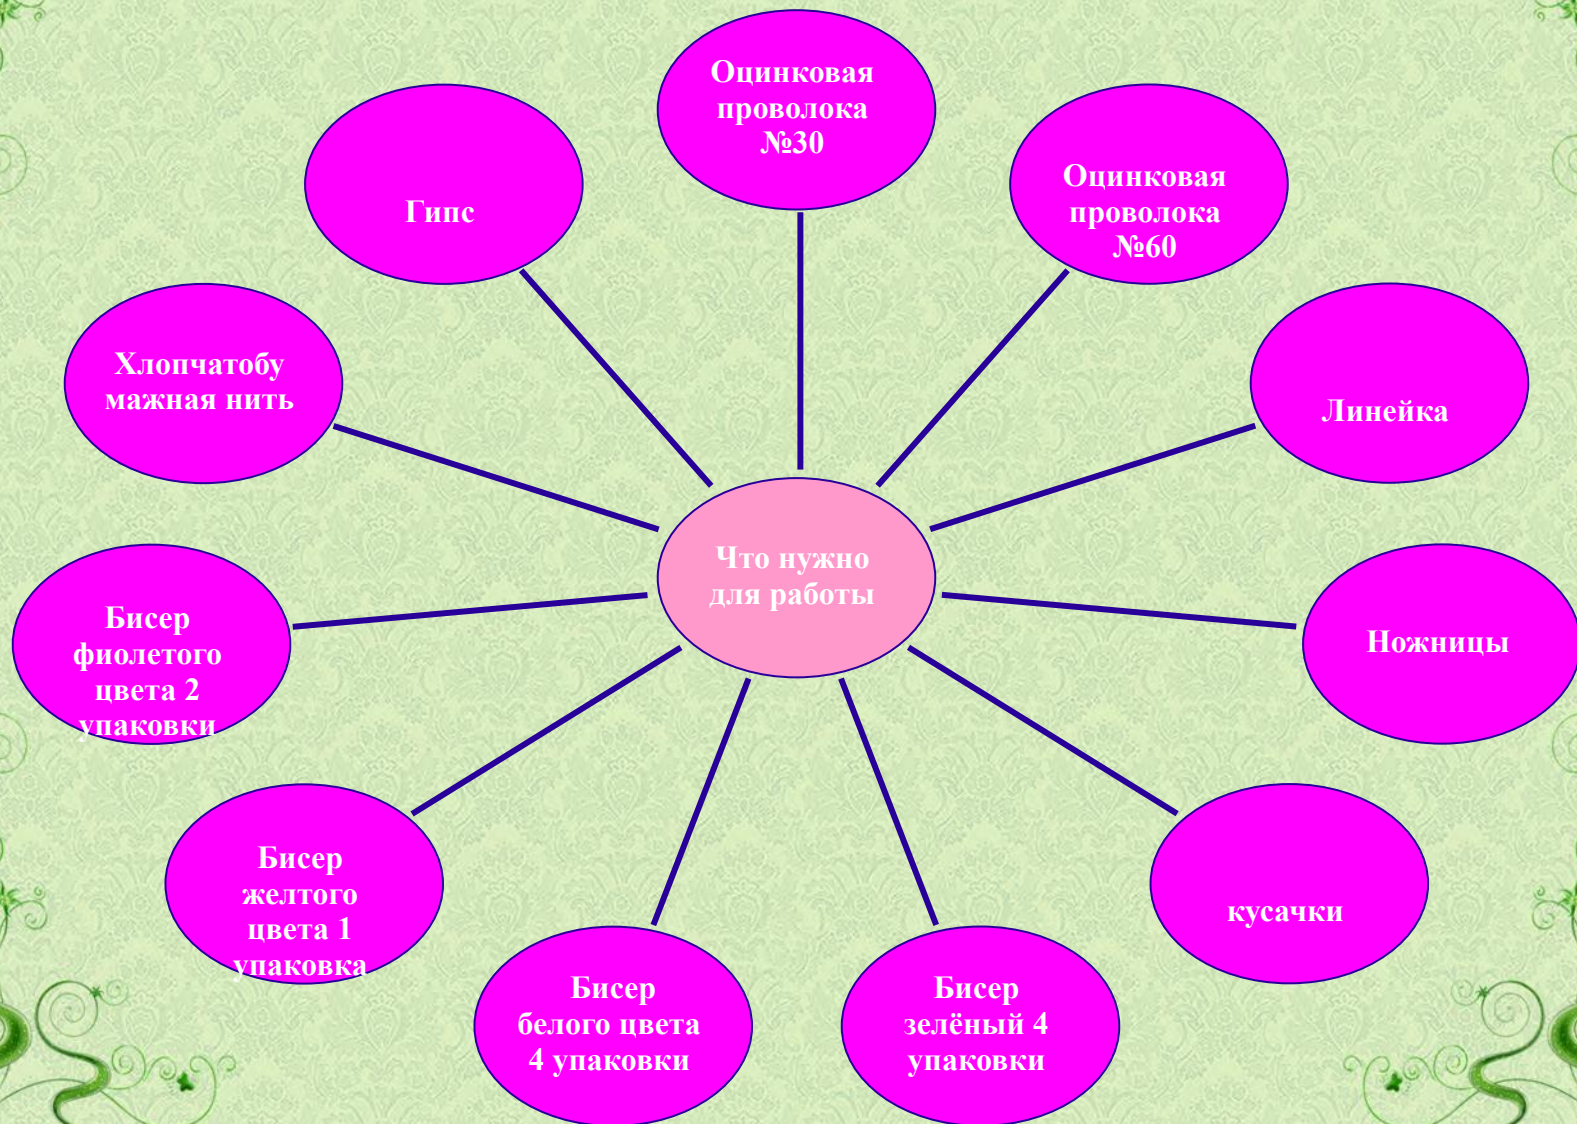 Оцинковая
проволока
№30
Оцинковая
проволока
№60
Линейка
Ножницы
кусачки
Бисер
зелёный 4
упаковки
Бисер
белого цвета
4 упаковки
Бисер
желтого
цвета 1
упаковка
Бисер
фиолетого
цвета 2
упаковки
Хлопчатобу
мажная нить
Гипс
Что нужно
для работы